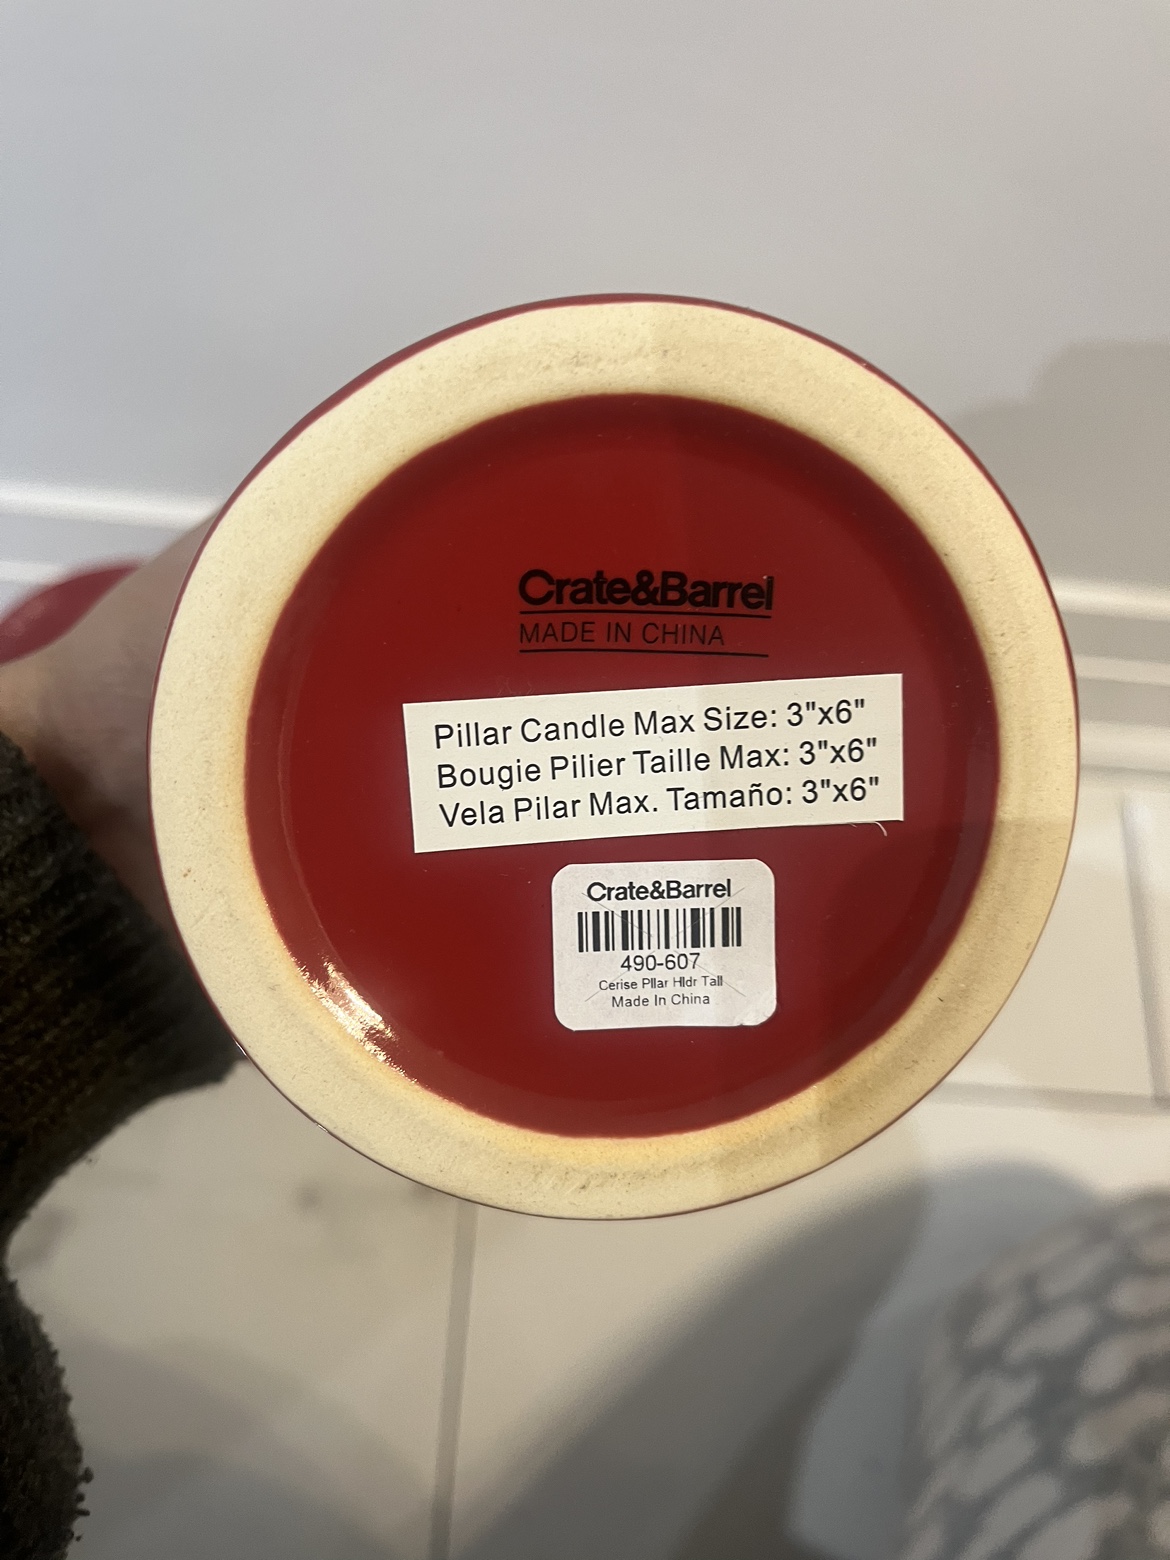 Crate&Barrel
MADE IN CHINA
Pillar Candle Max Size: 3"x6"
Bougie Pilier Taille Max: 3"x6"
Vela Pilar Max. Tamaño: 3"x6"
Crate&Barrel
490-607
Cerise Pllar Hldr Tall
Made In China